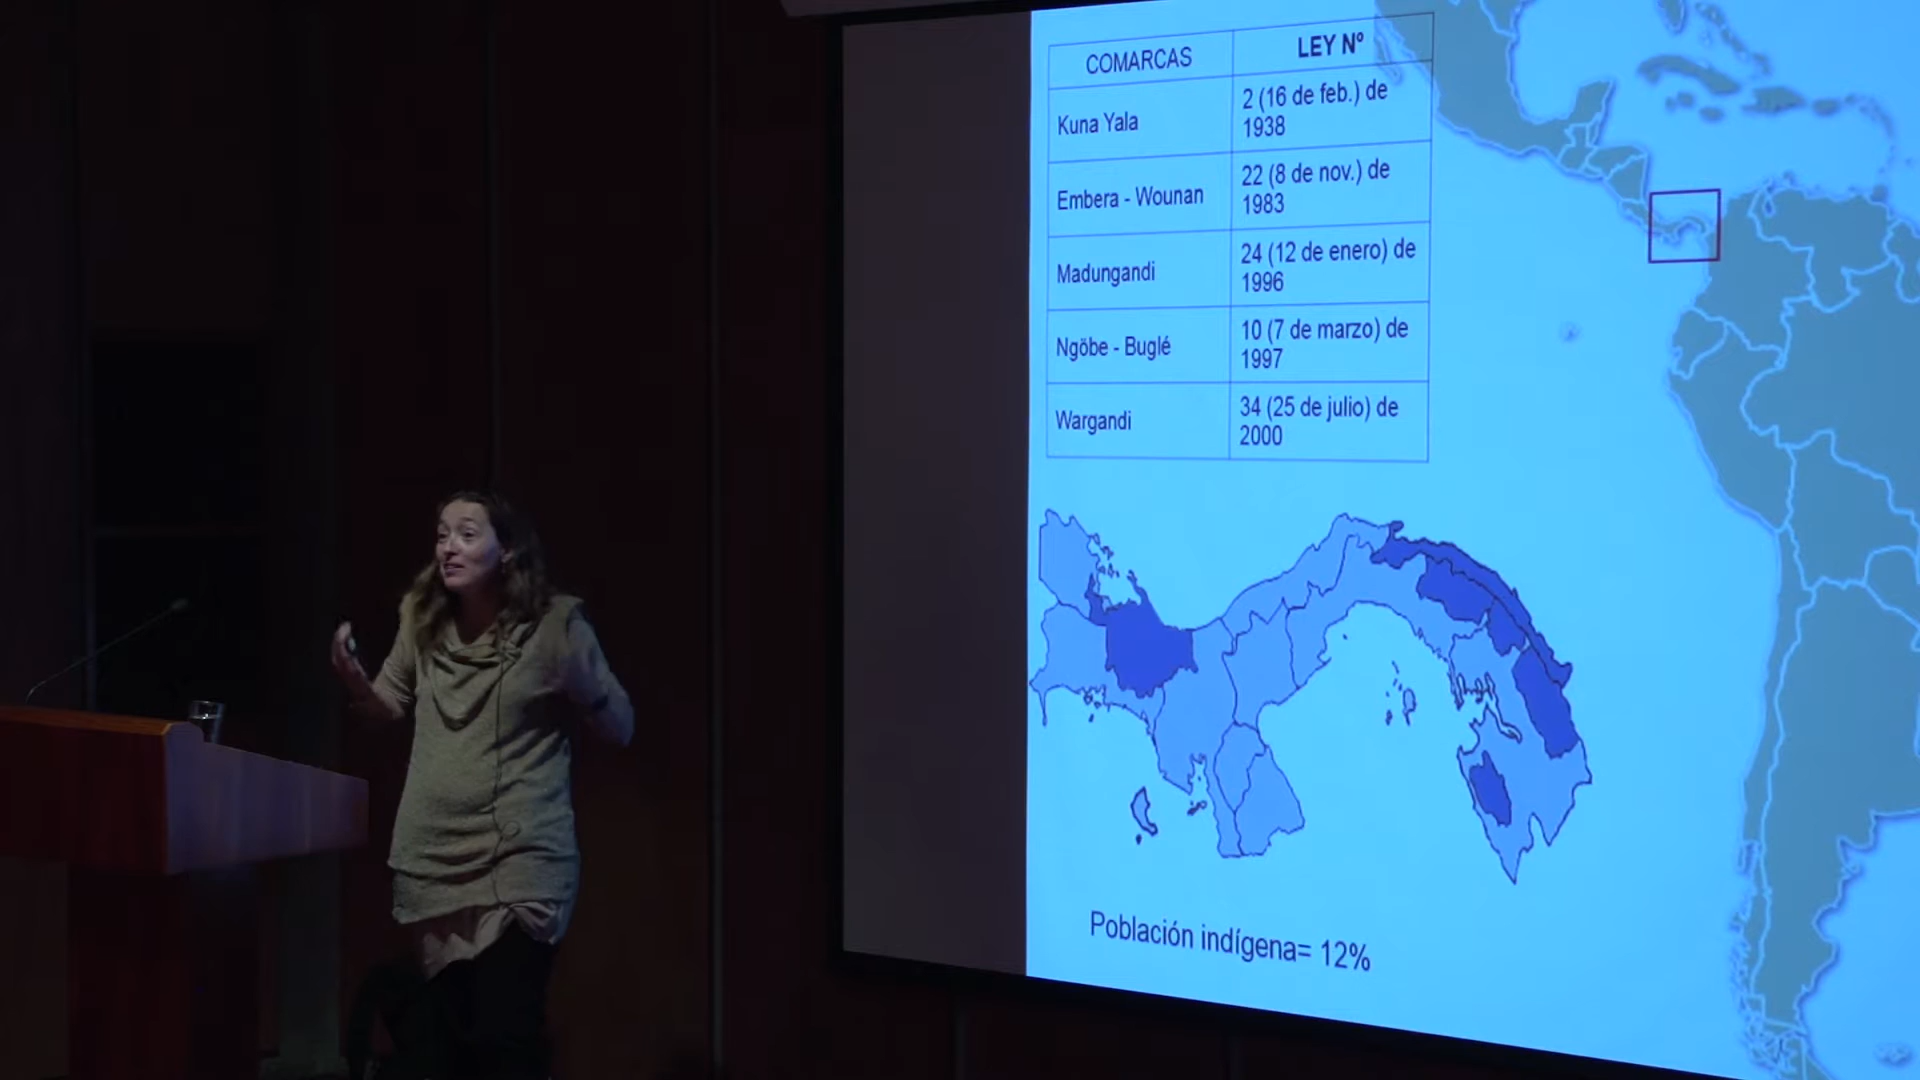 COMARCAS
LEY Nº
Kuna Yala
2 (16 de feb.) de
1938
Embera - Wounan
22 (8 de nov.) de
1983
Madungandi
24 (12 de enero) de
1996
Ngöbe - Buglé
10 (7 de marzo) de
1997
Wargandi
34 (25 de julio) de
2000
Población indígena= 12%